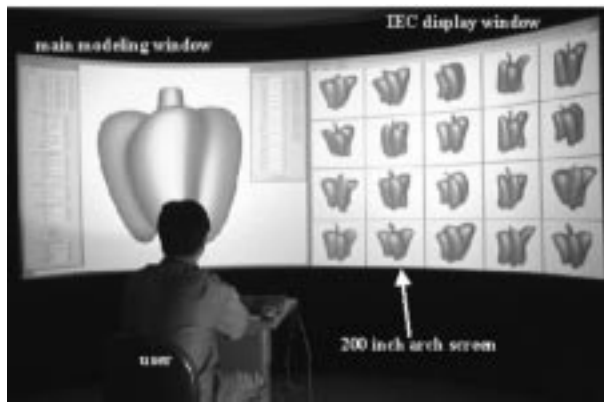 IEC display window
main modeling window
200 inch arch screen
user